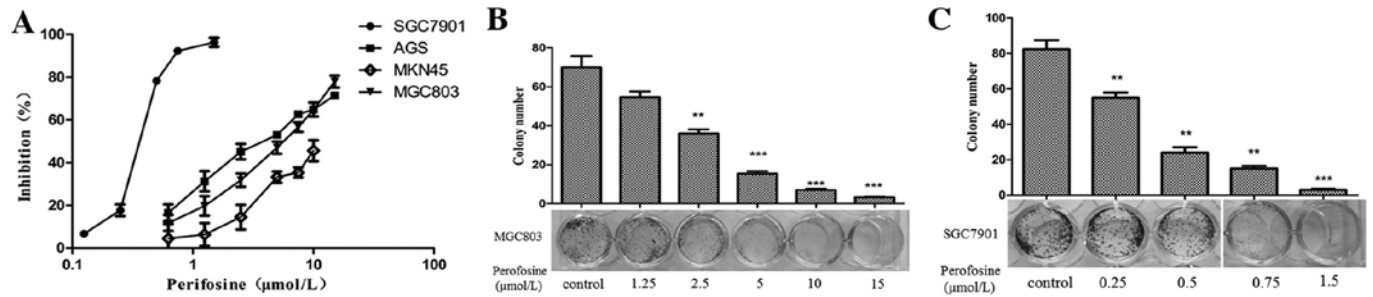 A
SGC7901
AGS
MKN45
MGC803
100
80
60
40
20
0
Inhibition (%)
0.1 1 10 100
Perifosine (μmol/L)
B
80
60
40
20
0
Colony number
**
***
***
***
MGC803
Perofosine
(μmol/L)
control 1.25 2.5 5 10 15
C
100
80
60
40
20
0
Colony number
**
**
**
***
SGC7901
Perofosine
(μmol/L)
control 0.25 0.5 0.75 1.5